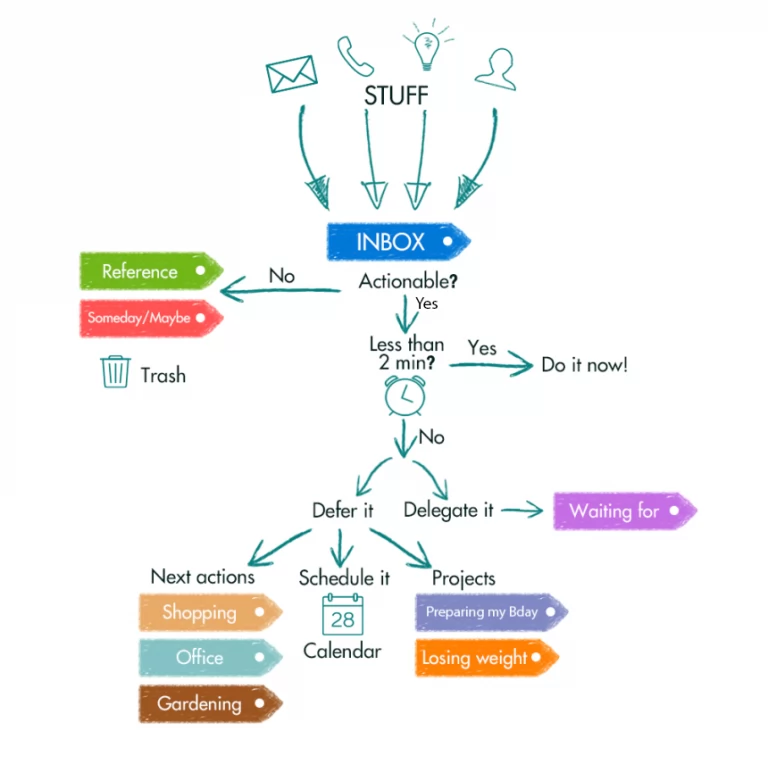 STUFF
INBOX
Reference
No
Actionable?
Yes
Someday/Maybe
Less than
2 min?
Yes
Do it now!
Trash
No
Defer it
Delegate it
Waiting for
Next actions
Schedule it
Projects
Shopping
28
Preparing my Bday
Office
Calendar
Losing weight
Gardening